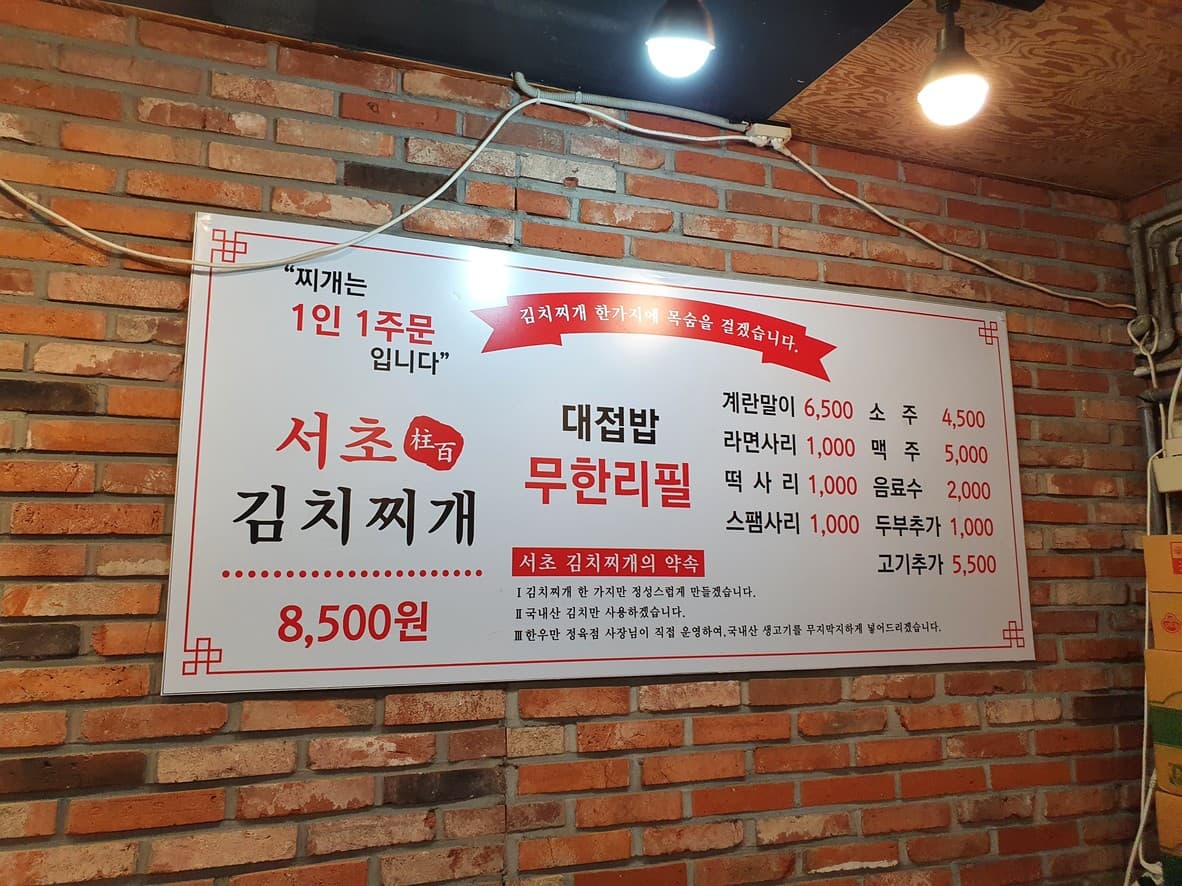 “찌개는
1인 1주문
입니다”
김치찌개 한가지에 목숨을 걸겠습니다.
서초 柱百
김치찌개
8,500원
대접밥
무한리필
계란말이 6,500 소 주 4,500
라면사리 1,000 맥 주 5,000
떡 사 리 1,000 음료수 2,000
스팸사리 1,000 두부추가 1,000
고기추가 5,500
서초 김치찌개의 약속
Ⅰ 김치찌개 한 가지만 정성스럽게 만들겠습니다.
Ⅱ 국내산 김치만 사용하겠습니다.
Ⅲ 한우만 정육점 사장님이 직접 운영하여, 국내산 생고기를 무지막지하게 넣어드리겠습니다.